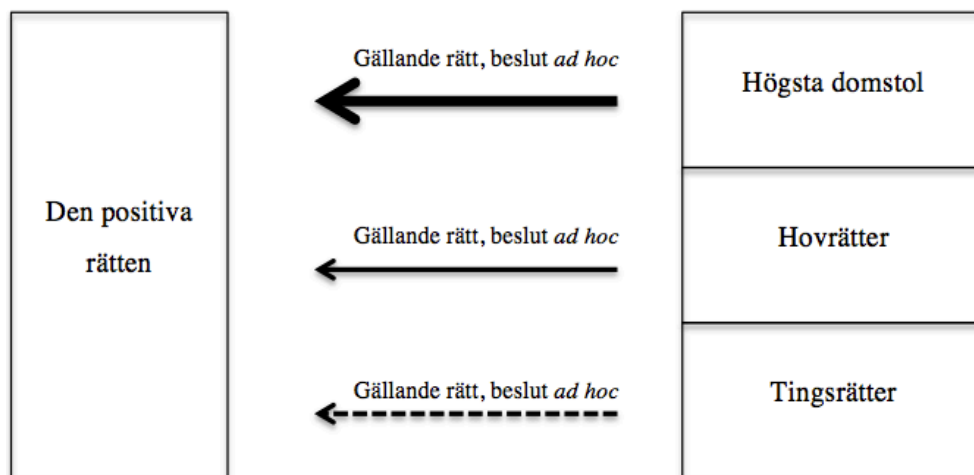 Gällande rätt, beslut ad hoc
Högsta domstol
Den positiva
rätten
Gällande rätt, beslut ad hoc
Hovrätter
Gällande rätt, beslut ad hoc
Tingsrätter